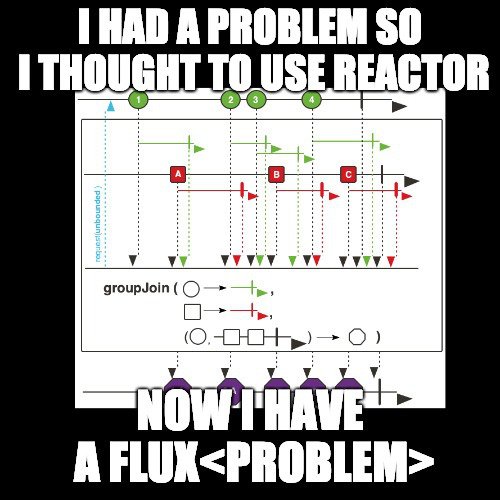 I HAD A PROBLEM SO
I THOUGHT TO USE REACTOR
1 2 3 4
request(unbounded)
A B C
groupJoin ( ,
,
( , ) )
NOW I HAVE
A FLUX<PROBLEM>